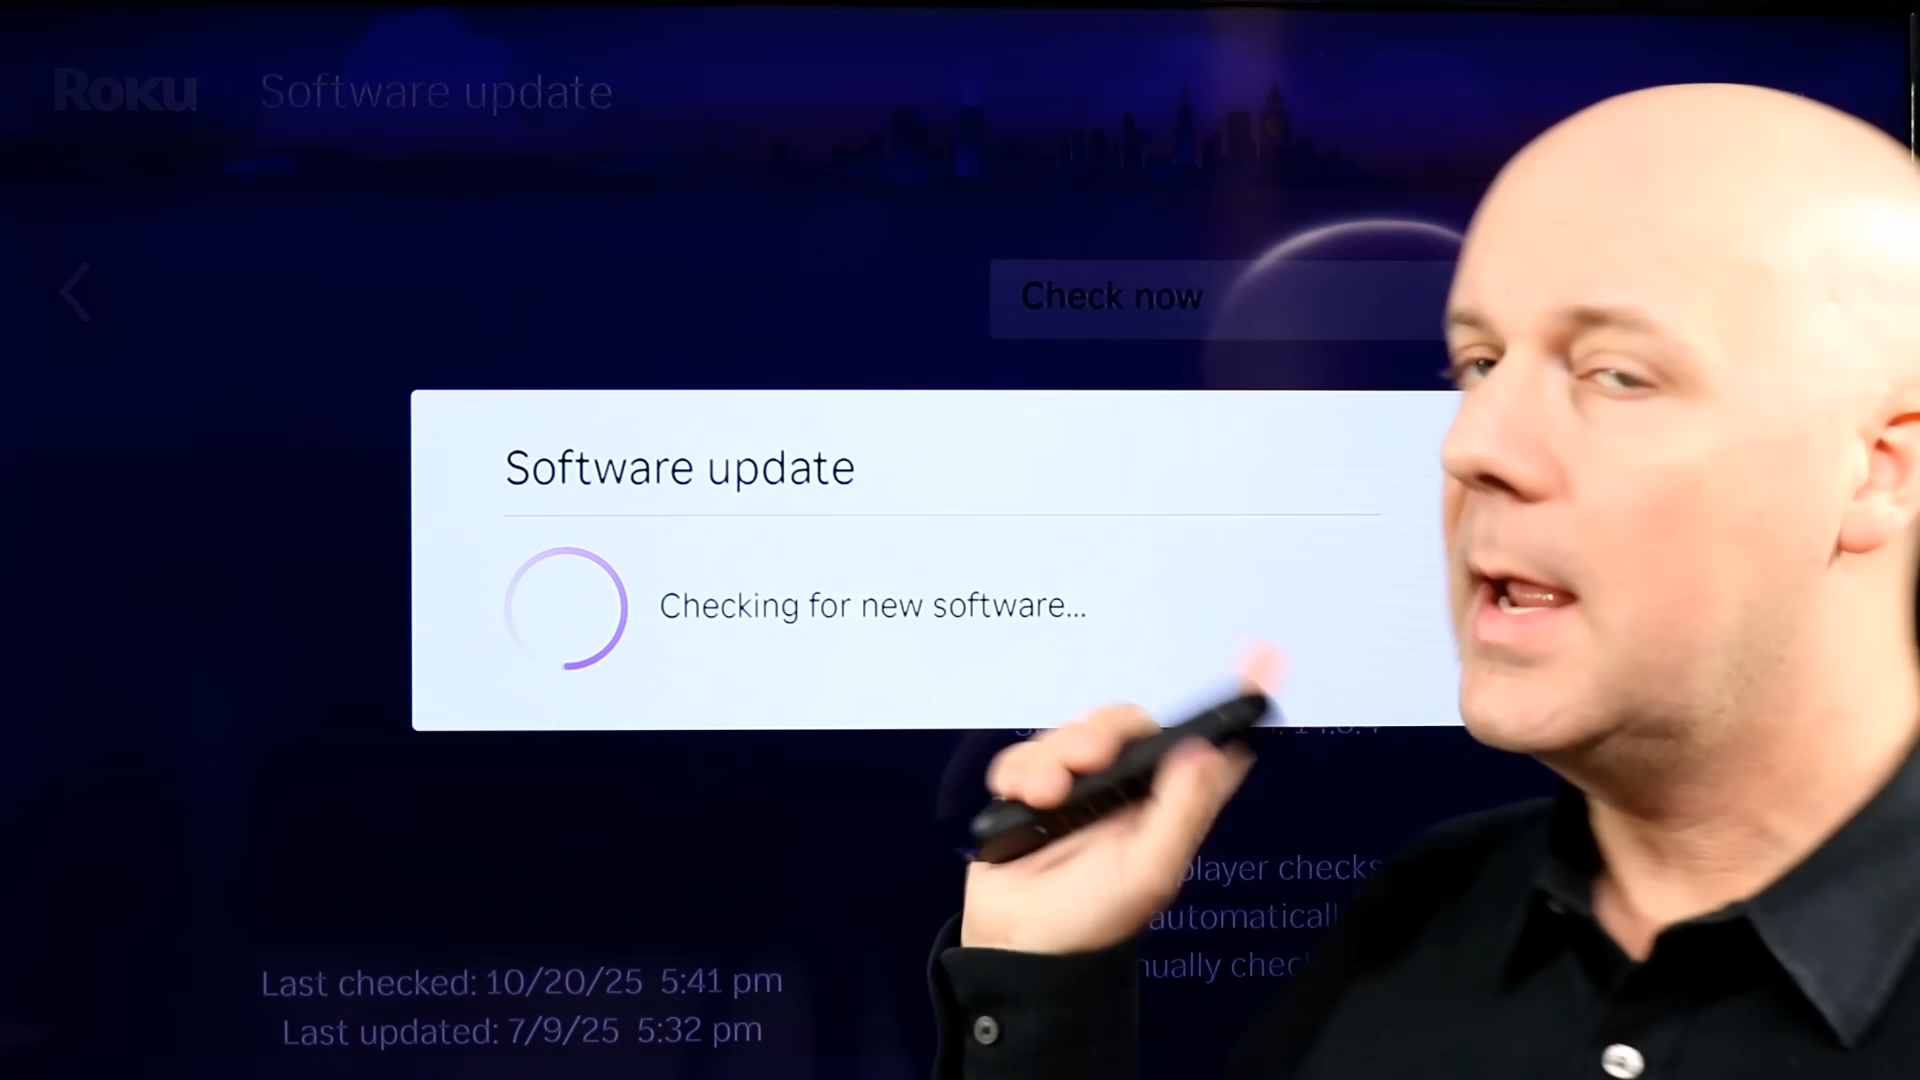 Roku
Software update
Check now
Software update
Checking for new software...
player checks
automaticall
nually chec
Last checked: 10/20/25 5:41 pm
Last updated: 7/9/25 5:32 pm